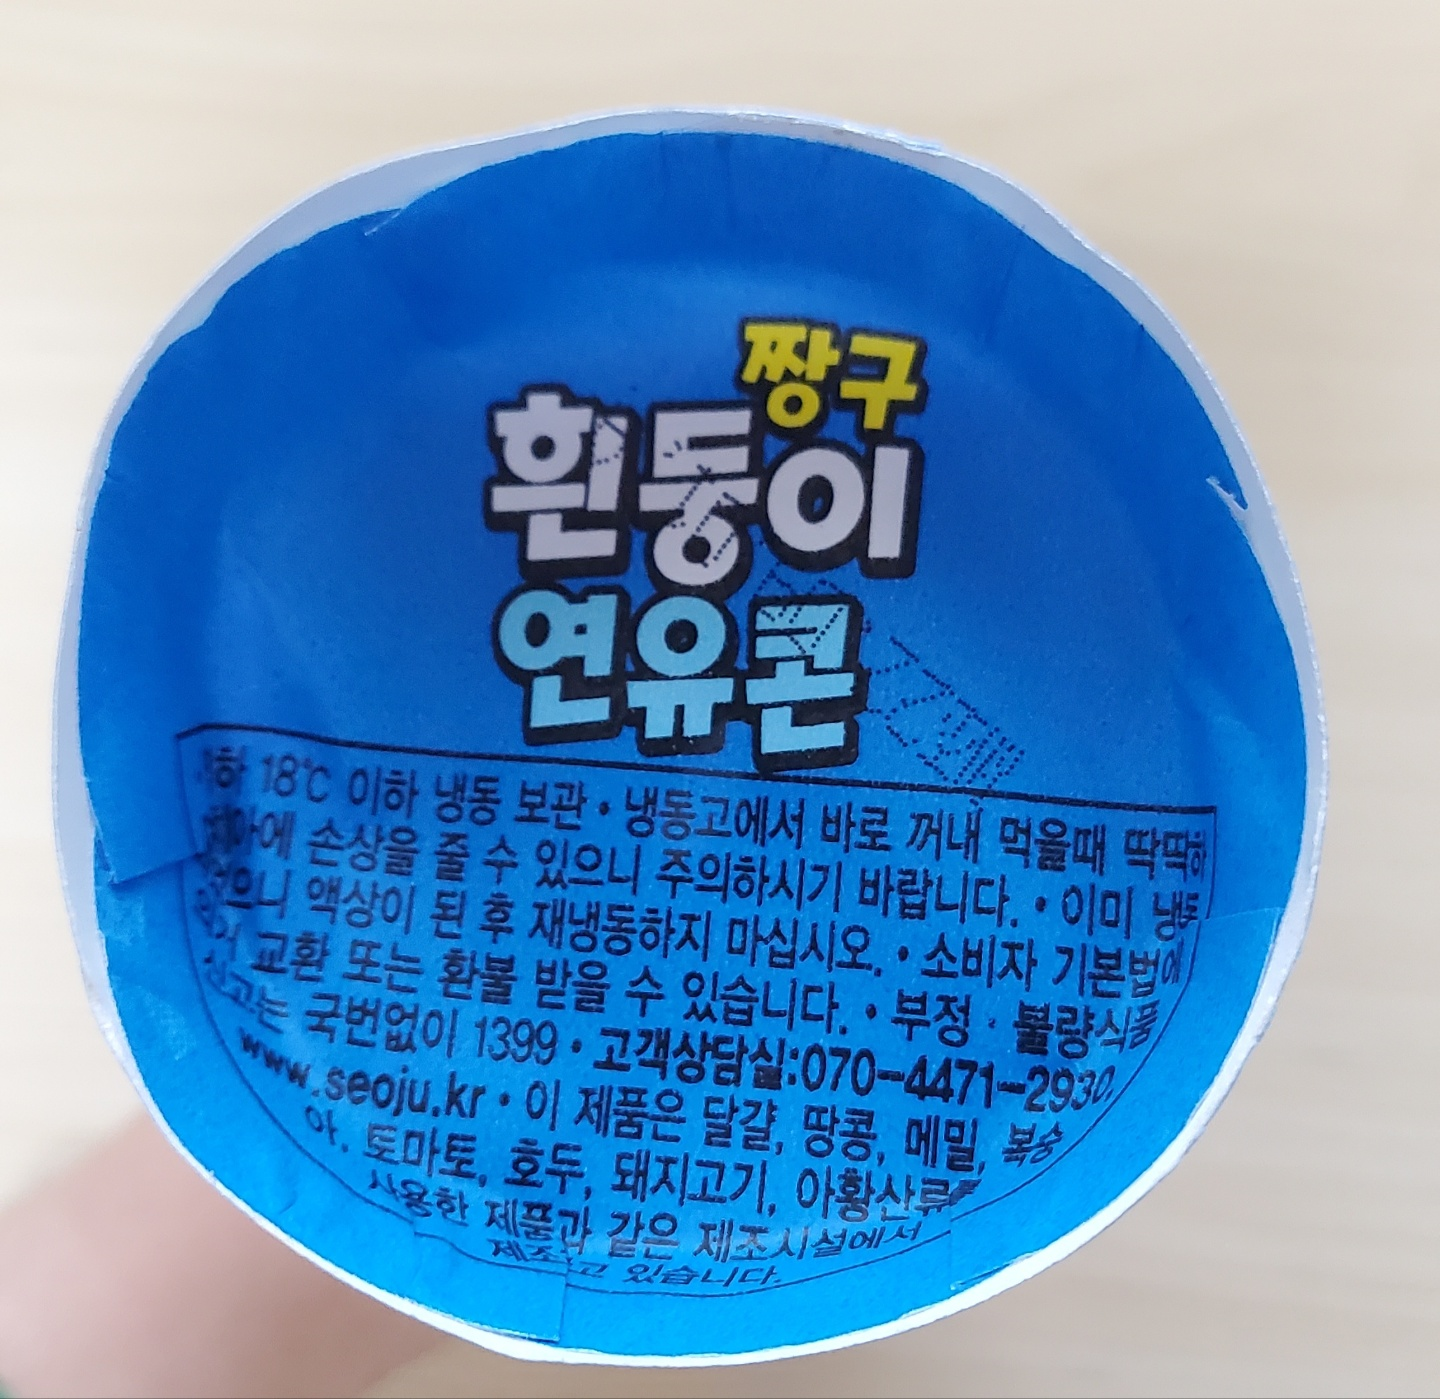 짱구
흰둥이
연유콘
하 18℃ 이하 냉동 보관 • 냉동고에서 바로 꺼내 먹을때 딱딱하
치아에 손상을 줄 수 있으니 주의하시기 바랍니다. • 이미 냉동
액상이 된 후 재냉동하지 마십시오. • 소비자 기본법에
교환 또는 환불 받을 수 있습니다. • 부정 · 불량식품
신고는 국번없이 1399 • 고객상담실:070-4471-2930.
www.seoju.kr • 이 제품은 달걀, 땅콩, 메밀, 복숭
아, 토마토, 호두, 돼지고기, 아황산류를
사용한 제품과 같은 제조시설에서
있습니다.